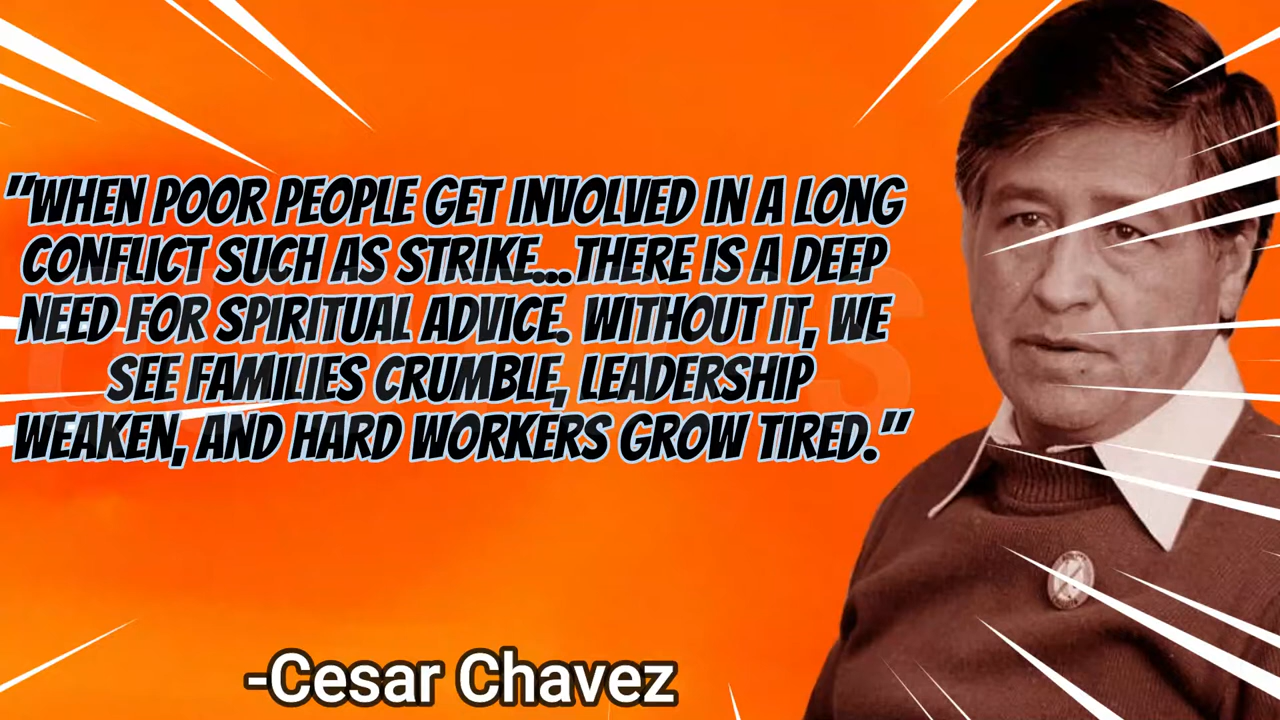 "WHEN POOR PEOPLE GET INVOLVED IN A LONG
CONFLICT SUCH AS STRIKE...THERE IS A DEEP
NEED FOR SPIRITUAL ADVICE. WITHOUT IT, WE
SEE FAMILIES CRUMBLE, LEADERSHIP
WEAKEN, AND HARD WORKERS GROW TIRED."
-Cesar Chavez